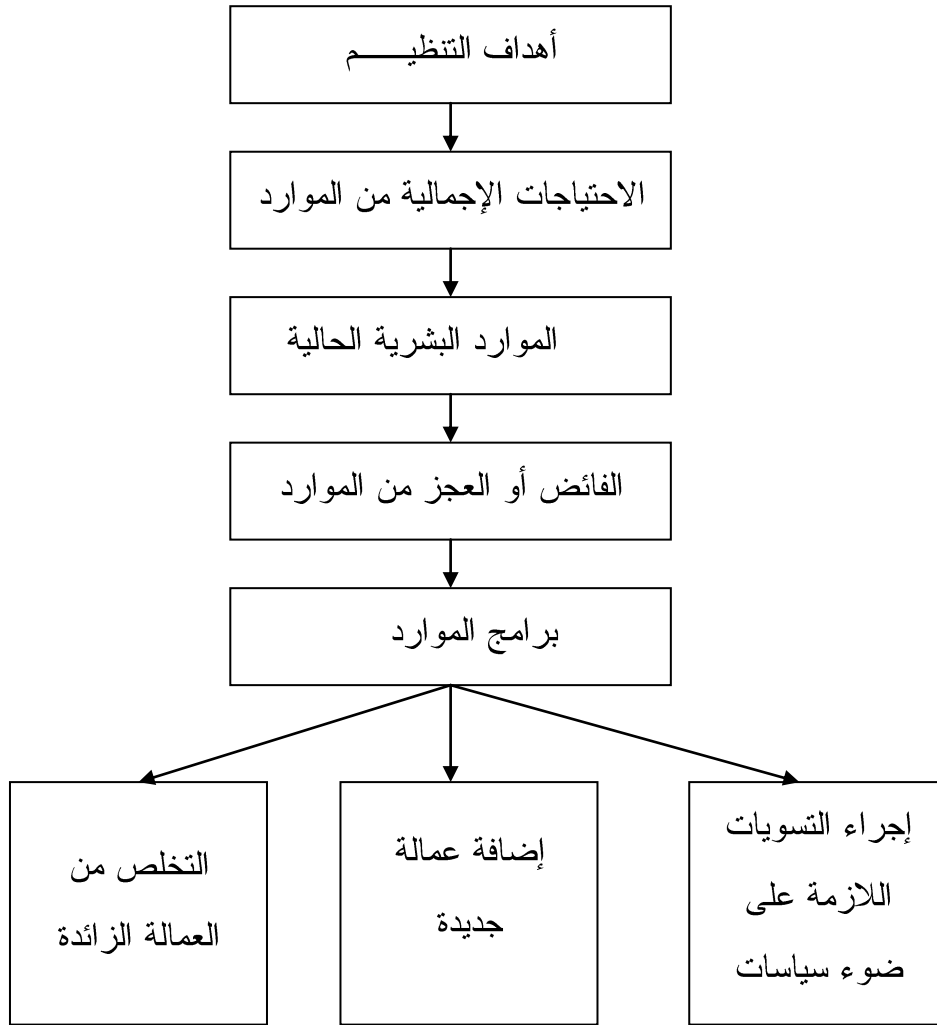 أهداف التنظيـــــم
الاحتياجات الإجمالية من الموارد
الموارد البشرية الحالية
الفائض أو العجز من الموارد
برامج الموارد
إجراء التسويات
اللازمة على
ضوء سياسات
إضافة عمالة
جديدة
التخلص من
العمالة الزائدة